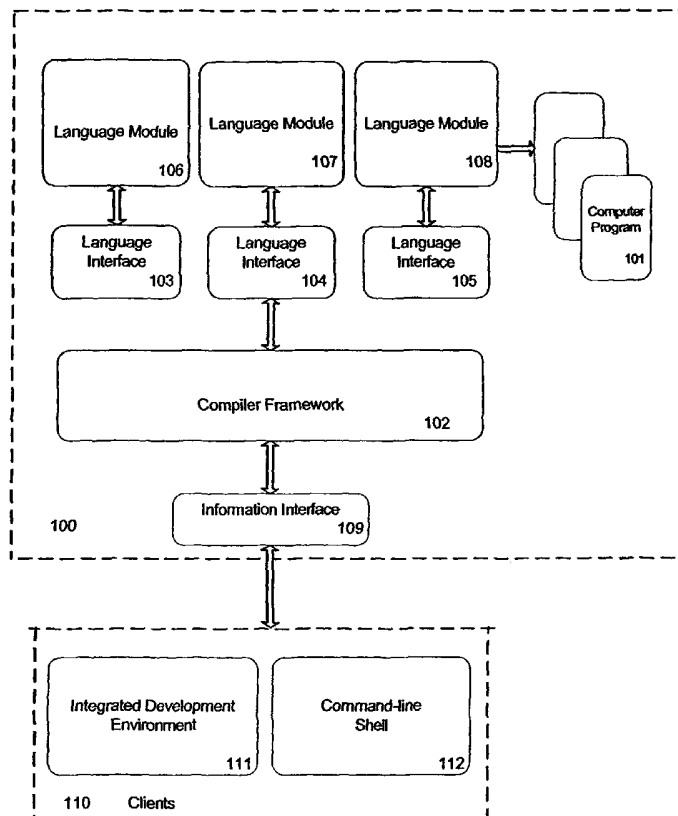 Language Module
106
Language Module
107
Language Module
108
Computer
Program
101
Language
Interface
103
Language
Interface
104
Language
Interface
105
Compiler Framework
102
Information Interface
109
100
Integrated Development
Environment
111
Command-line
Shell
112
110 Clients